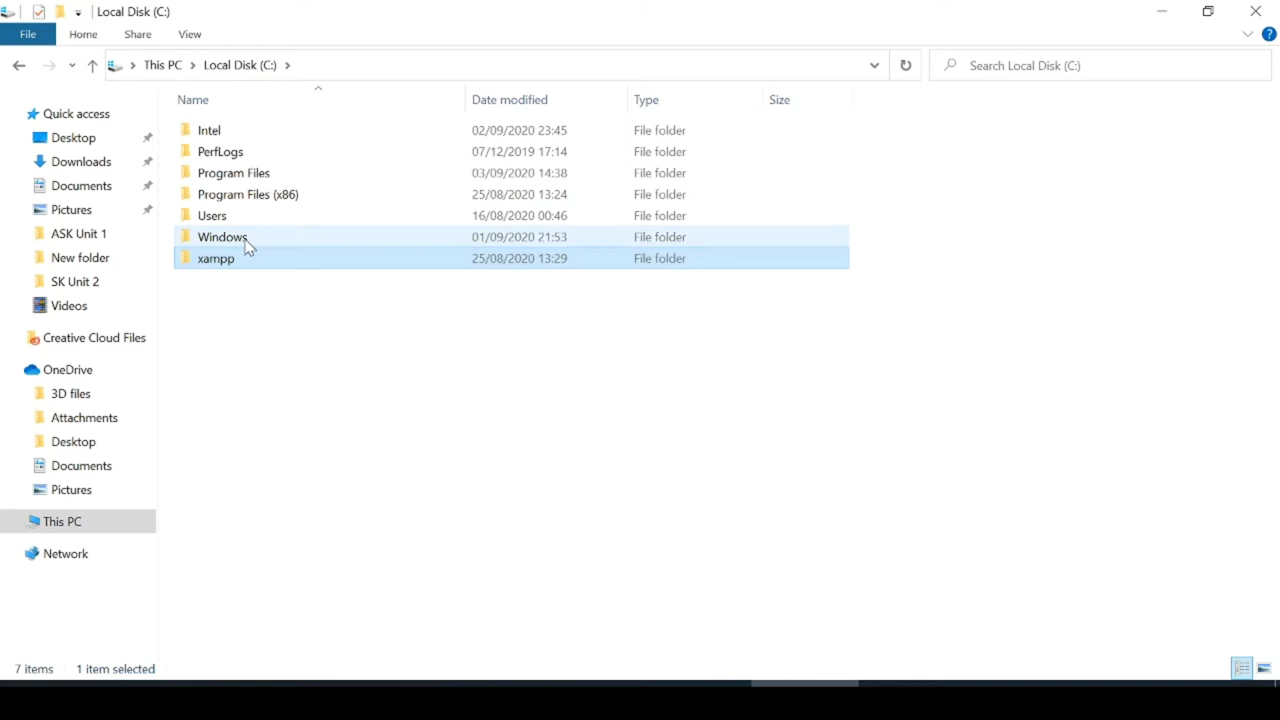 Local Disk (C:)
File Home Share View
This PC Local Disk (C:) Search Local Disk (C:)
Name Date modified Type Size
Intel 02/09/2020 23:45 File folder
PerfLogs 07/12/2019 17:14 File folder
Program Files 03/09/2020 14:38 File folder
Program Files (x86) 25/08/2020 13:24 File folder
Users 16/08/2020 00:46 File folder
Windows 01/09/2020 21:53 File folder
xampp 25/08/2020 13:29 File folder
Quick access
Desktop
Downloads
Documents
Pictures
ASK Unit 1
New folder
SK Unit 2
Videos
Creative Cloud Files
OneDrive
3D files
Attachments
Desktop
Documents
Pictures
This PC
Network
7 items 1 item selected